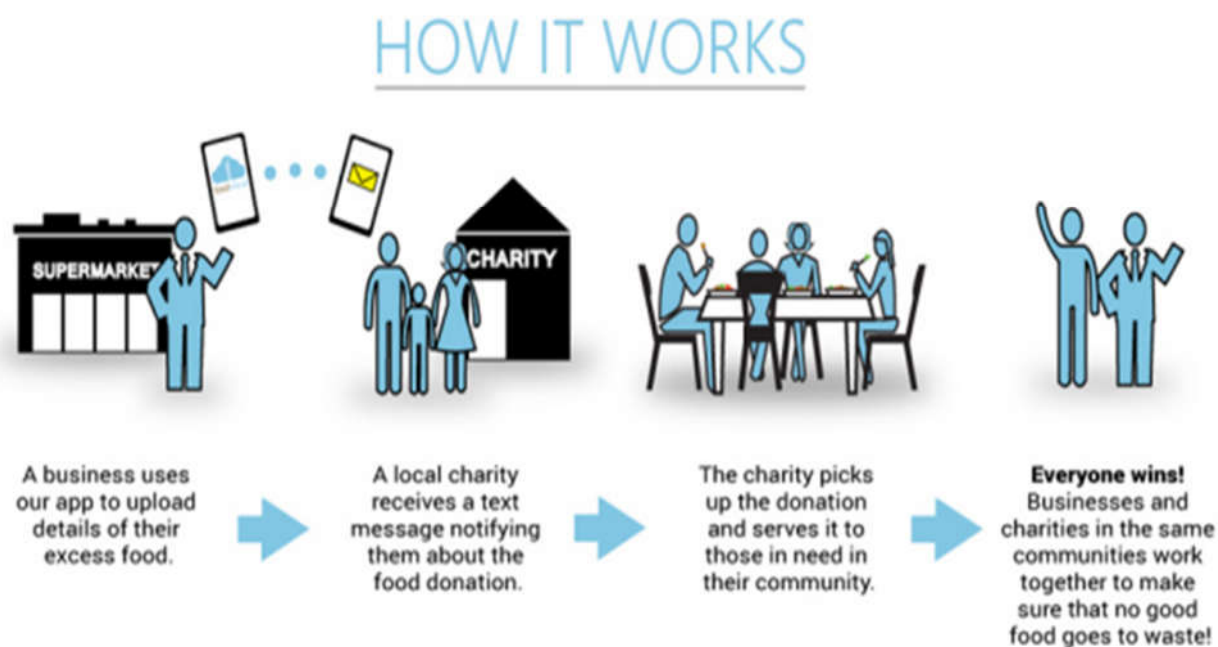 HOW IT WORKS
SUPERMARKET
CHARITY
A business uses
our app to upload
details of their
excess food.
A local charity
receives a text
message notifying
them about the
food donation.
The charity picks
up the donation
and serves it to
those in need in
their community.
Everyone wins!
Businesses and
charities in the same
communities work
together to make
sure that no good
food goes to waste!